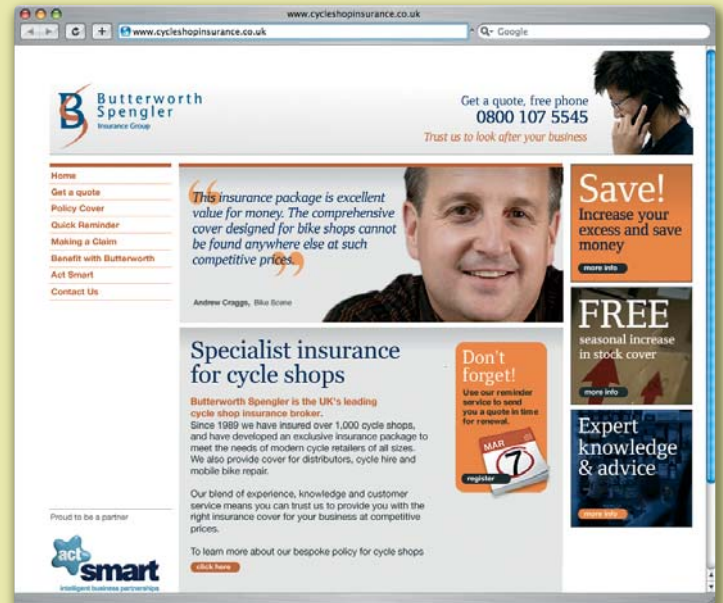 www.cycleshopinsurance.co.uk
www.cycleshopinsurance.co.uk
Google
Butterworth
Spengler
Insurance Group
Get a quote, free phone
0800 107 5545
Trust us to look after your business
Home
Get a quote
Policy Cover
Quick Reminder
Making a Claim
Benefit with Butterworth
Act Smart
Contact Us
“This insurance package is excellent
value for money. The comprehensive
cover designed for bike shops cannot
be found anywhere else at such
competitive prices.”
Andrew Craggs, Bike Scene
Save!
Increase your
excess and save
money
more info
FREE
seasonal increase
in stock cover
more info
Expert
knowledge
& advice
more info
Specialist insurance
for cycle shops
Butterworth Spengler is the UK's leading
cycle shop insurance broker.
Since 1989 we have insured over 1,000 cycle shops,
and have developed an exclusive insurance package to
meet the needs of modern cycle retailers of all sizes.
We also provide cover for distributors, cycle hire and
mobile bike repair.
Our blend of experience, knowledge and customer
service means you can trust us to provide you with the
right insurance cover for your business at competitive
prices.
To learn more about our bespoke policy for cycle shops
click here
Don't
forget!
Use our reminder
service to send
you a quote in time
for renewal.
MAR
7
register
Proud to be a partner
act
smart
intelligent business partnerships